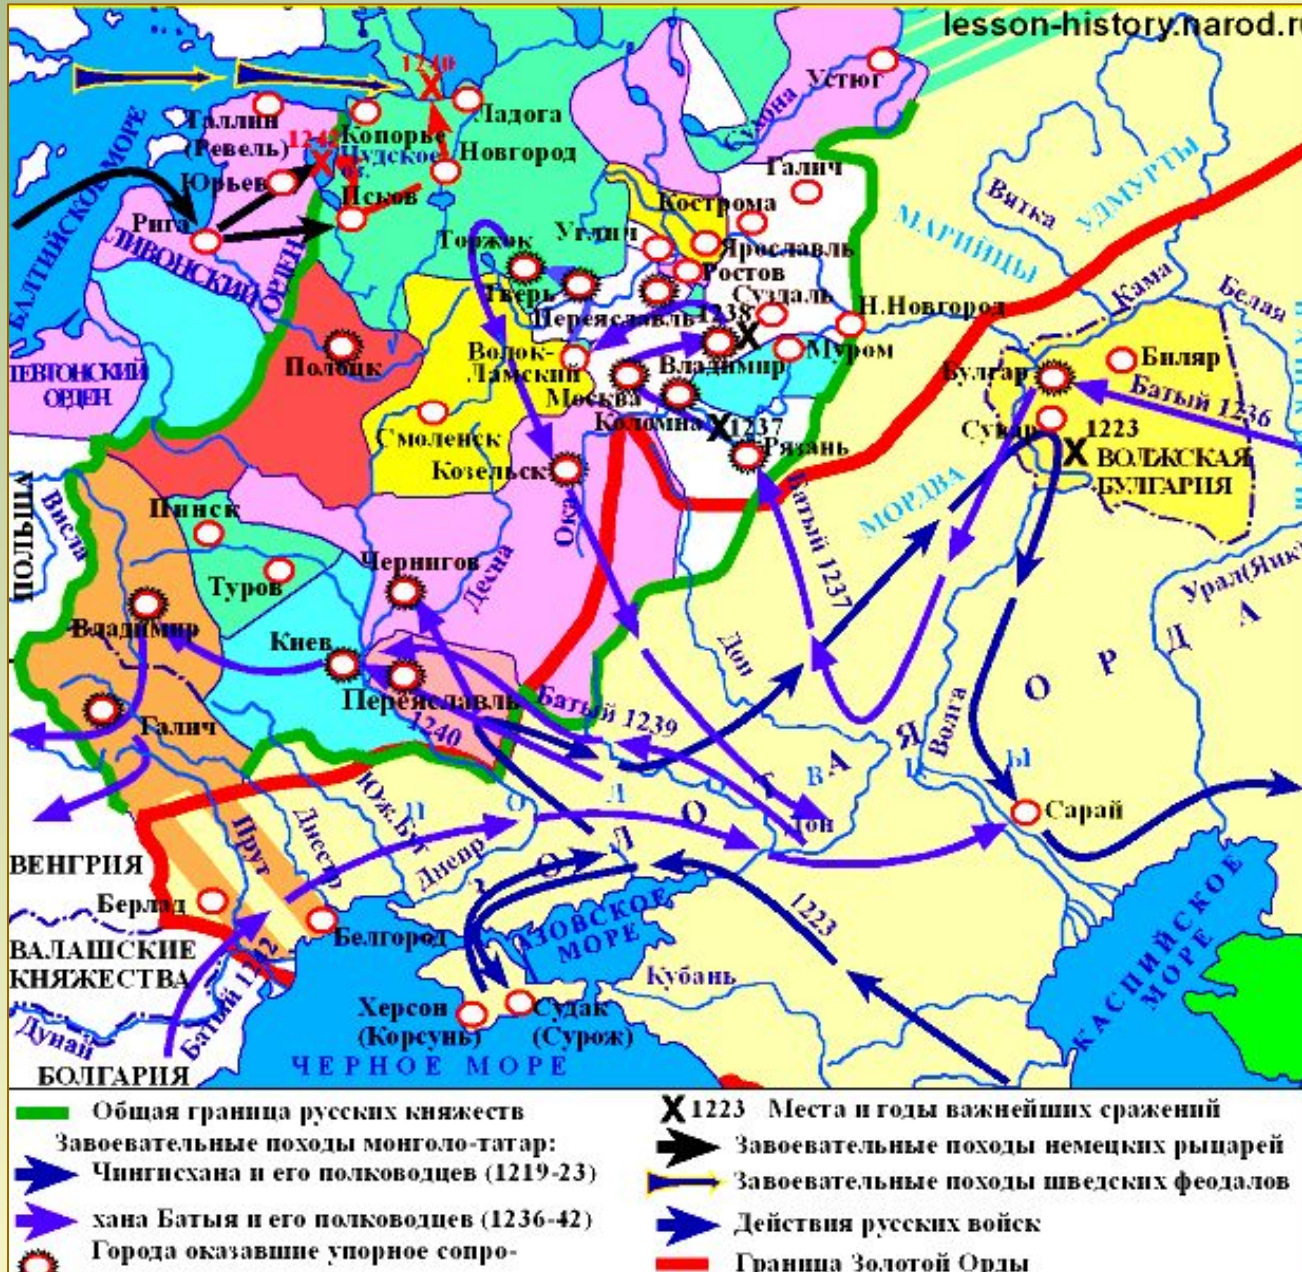 lesson-history.narod.ru
1240
Устюг
Сухона
Таллин
(Ревель)
Копорье
Ладога
Чудское
оз.
Новгород
Юрьев
Псков
Рига
БАЛТИЙСКОЕ МОРЕ
ЛИВОНСКИЙ
ОРДЕН
Галич
Кострома
Вятка
УДМУРТЫ
МАРИЙЦЫ
Торжок
Углич
Ярославль
Ростов
Тверь
Суздаль
Переяславль
1238
Н.Новгород
Кама
Белая
Полоцк
Волок-
Ламский
Владимир
Муром
Москва
Булгар
Биляр
Батый 1236
ОРДЕН
Смоленск
Коломна
1237
Рязань
Сувар
1223
ВОЛЖСКАЯ
БУЛГАРИЯ
Козельск
МОРДВА
Батый 1237
ПОЛЬША
Висла
Пинск
Туров
Чернигов
Десна
Ока
Урал(Яик)
Владимир
Киев
Переяславль
Дон
Волга
Галич
1240
Батый 1239
ЗОЛОТАЯ ОРДА
ПОЛОВЦЫ
Дон
Сарай
Юж.Буг
Днестр
Прут
Днепр
ВЕНГРИЯ
Берлад
Белгород
ВАЛАШСКИЕ
КНЯЖЕСТВА
Батый 1242
АЗОВСКОЕ
МОРЕ
1223
Кубань
КАСПИЙСКОЕ
МОРЕ
Дунай
Херсон
(Корсунь)
Судак
(Сурож)
БОЛГАРИЯ
ЧЕРНОЕ МОРЕ
Общая граница русских княжеств
Завоевательные походы монголо-татар:
Чингисхана и его полководцев (1219-23)
хана Батыя и его полководцев (1236-42)
Города оказавшие упорное сопро-
X 1223 Места и годы важнейших сражений
Завоевательные походы немецких рыцарей
Завоевательные походы шведских феодалов
Действия русских войск
Граница Золотой Орды